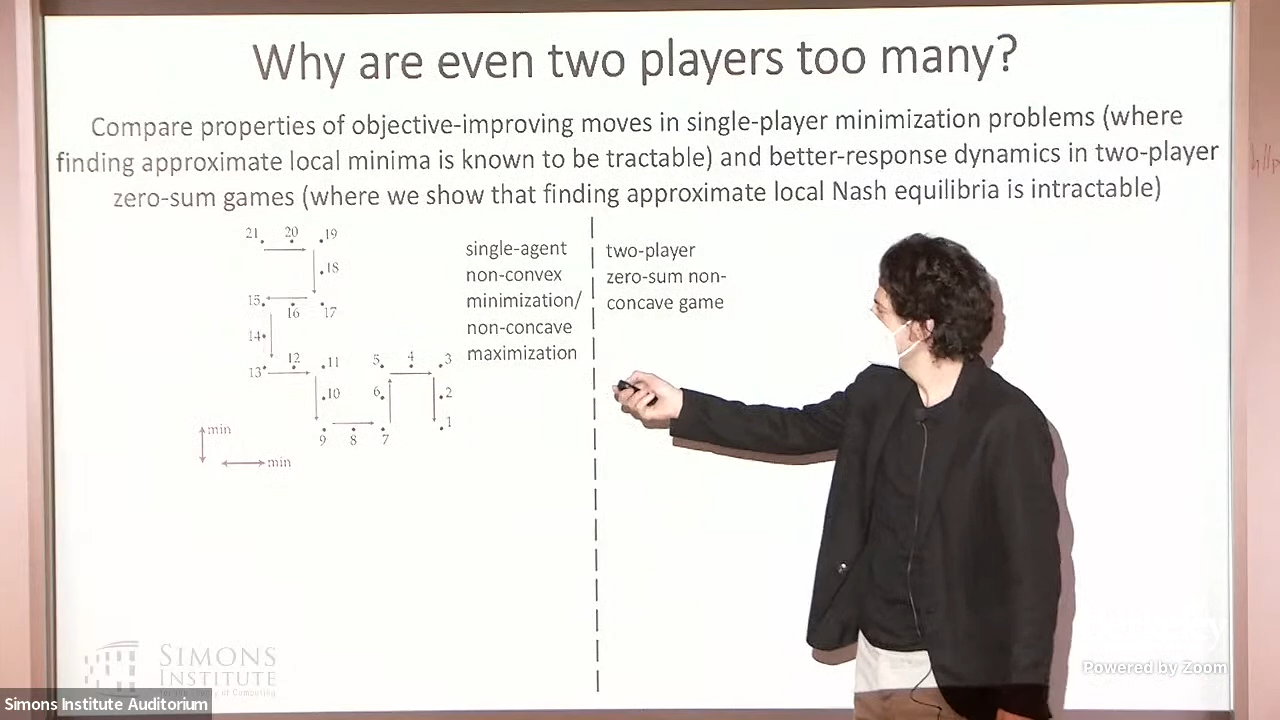 Why are even two players too many?
Compare properties of objective-improving moves in single-player minimization problems (where
finding approximate local minima is known to be tractable) and better-response dynamics in two-player
zero-sum games (where we show that finding approximate local Nash equilibria is intractable)
21 20 19
18
15 16 17
14
13 12 11
10
9 8 7
6
5 4 3
2
1
min
min
single-agent
non-convex
minimization/
non-concave
maximization
two-player
zero-sum non-
concave game
SIMONS
INSTITUTE
Powered by Zoom
Simons Institute Auditorium